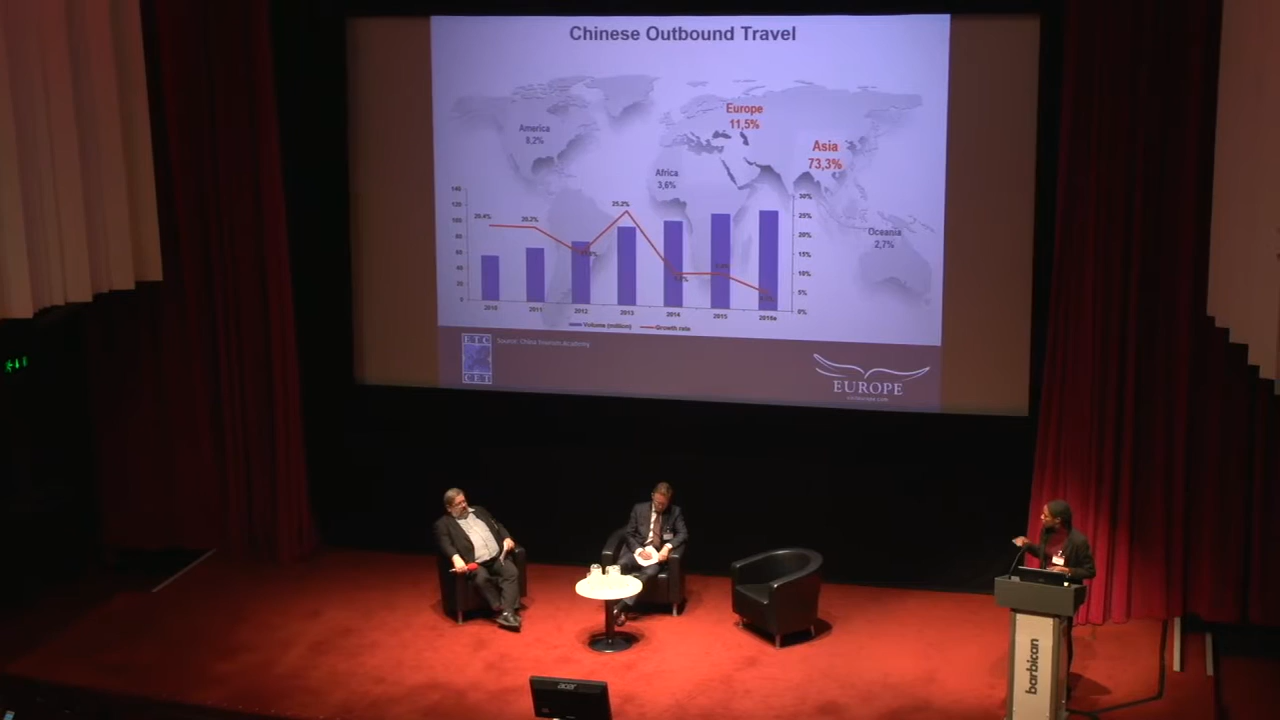 Chinese Outbound Travel
Europe
11,5%
America
8,2%
Asia
73,3%
Africa
3,6%
Oceania
2,7%
140
120
100
80
60
40
20
0
20.4%
20.2%
25.2%
30%
25%
20%
15%
10%
5%
0%
2010
2011
2012
2013
2014
2015
2016e
Volume (million)
Growth rate
Source: China Tourism Academy
ETC
CET
EUROPE
visiteurope.com
barbican
acer